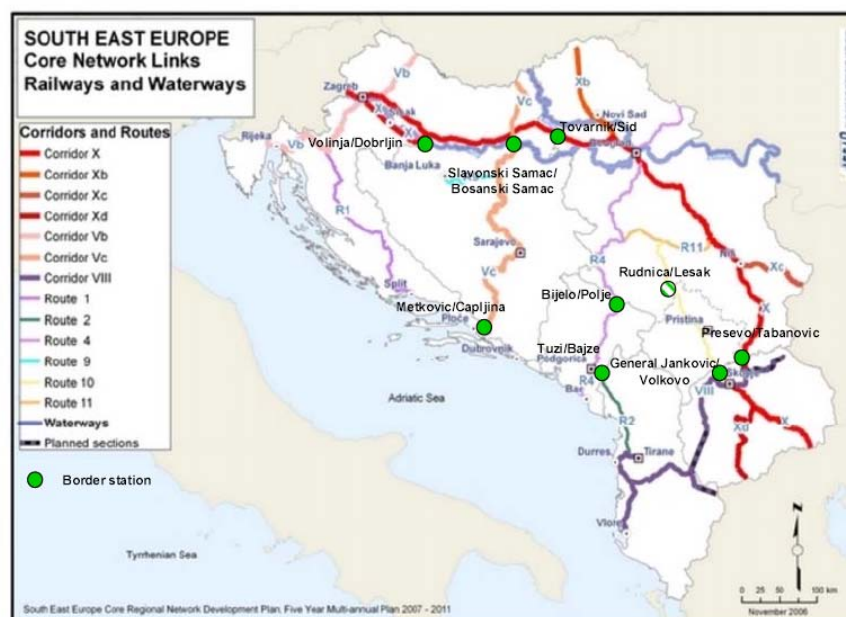 SOUTH EAST EUROPE
Core Network Links
Railways and Waterways
Corridors and Routes
Corridor X
Corridor Xb
Corridor Xc
Corridor Xd
Corridor Vb
Corridor Vc
Corridor VIII
Route 1
Route 2
Route 4
Route 9
Route 10
Route 11
Waterways
Planned sections
Border station
Vb
Xb
Zagreb
Vc
Novi Sad
Rijeka
Vb
Volinja/Dobrljin
Tovarnik/Sid
Banja Luka
Slavonski Samac/
Bosanski Samac
R1
Sarajevo
R4
R11
Nis
Xc
Vc
Rudnica/Lesak
Split
Bijelo/Polje
X
Metkovic/Capljina
Ploče
Pristina
Presevo/Tabanovic
Dubrovnik
Tuzi/Bajze
Podgorica
General Jankovic/
Volkovo
Skopje
R4
Bar
VIII
Adriatic Sea
R2
Xd
X
Durres
Tirane
Vlore
Tyrrhenian Sea
N
0 25 50 100 km
South East Europe Core Regional Network Development Plan, Five Year Multi-annual Plan 2007 - 2011
November 2006